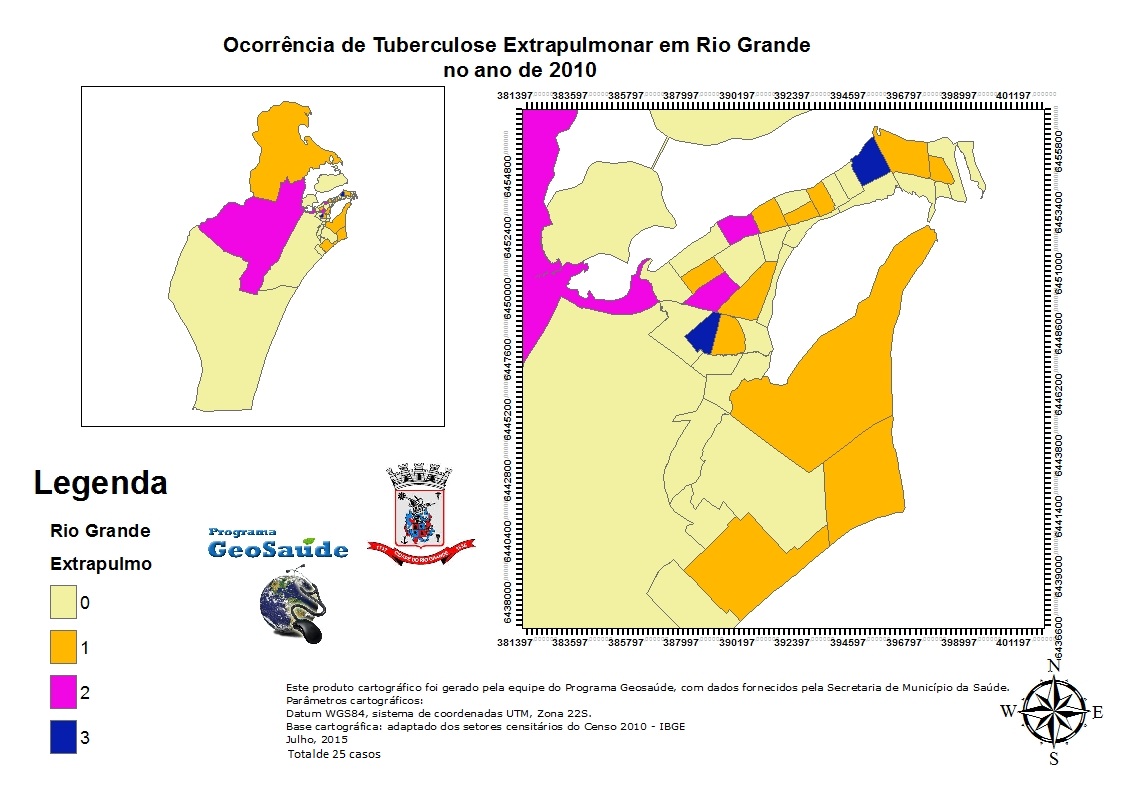 Ocorrência de Tuberculose Extrapulmonar em Rio Grande
no ano de 2010
381397 383597 385797 387997 390197 392397 394597 396797 398997 401197
6454800
6452400
6450000
6447600
6445200
6442800
6440400
6438000
6455800
6453400
6451000
6448600
6446200
6443800
6441400
6439000
6436600
381397 383597 385797 387997 390197 392397 394597 396797 398997 401197
Legenda
Rio Grande
Extrapulmo
0
1
2
3
Programa
GeoSaúde
Este produto cartográfico foi gerado pela equipe do Programa Geosaúde, com dados fornecidos pela Secretaria de Município da Saúde.
Parâmetros cartográficos:
Datum WGS84, sistema de coordenadas UTM, Zona 22S.
Base cartográfica: adaptado dos setores censitários do Censo 2010 - IBGE
Julho, 2015
Totalde 25 casos
N
W E
S